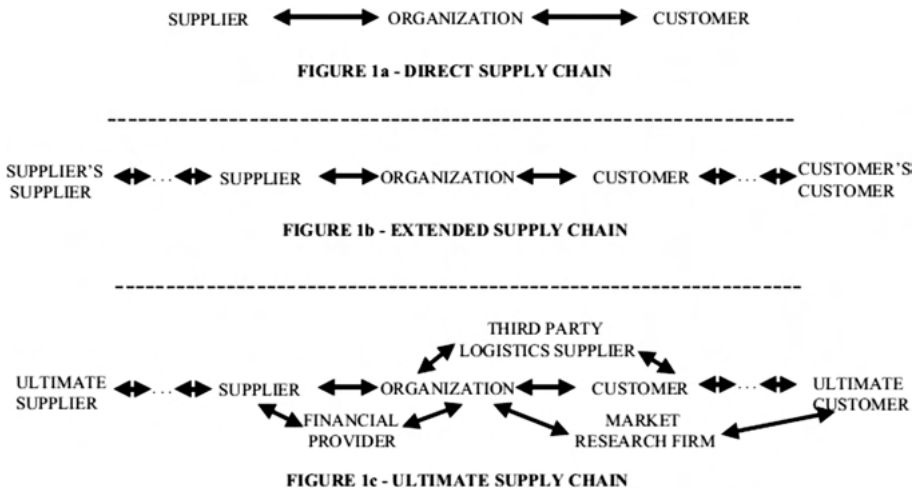 SUPPLIER ORGANIZATION CUSTOMER
FIGURE 1a - DIRECT SUPPLY CHAIN
SUPPLIER'S
SUPPLIER
... SUPPLIER ORGANIZATION CUSTOMER ...
CUSTOMER'S
CUSTOMER
FIGURE 1b - EXTENDED SUPPLY CHAIN
THIRD PARTY
LOGISTICS SUPPLIER
ULTIMATE
SUPPLIER
... SUPPLIER ORGANIZATION CUSTOMER ...
ULTIMATE
CUSTOMER
FINANCIAL
PROVIDER
MARKET
RESEARCH FIRM
FIGURE 1c - ULTIMATE SUPPLY CHAIN